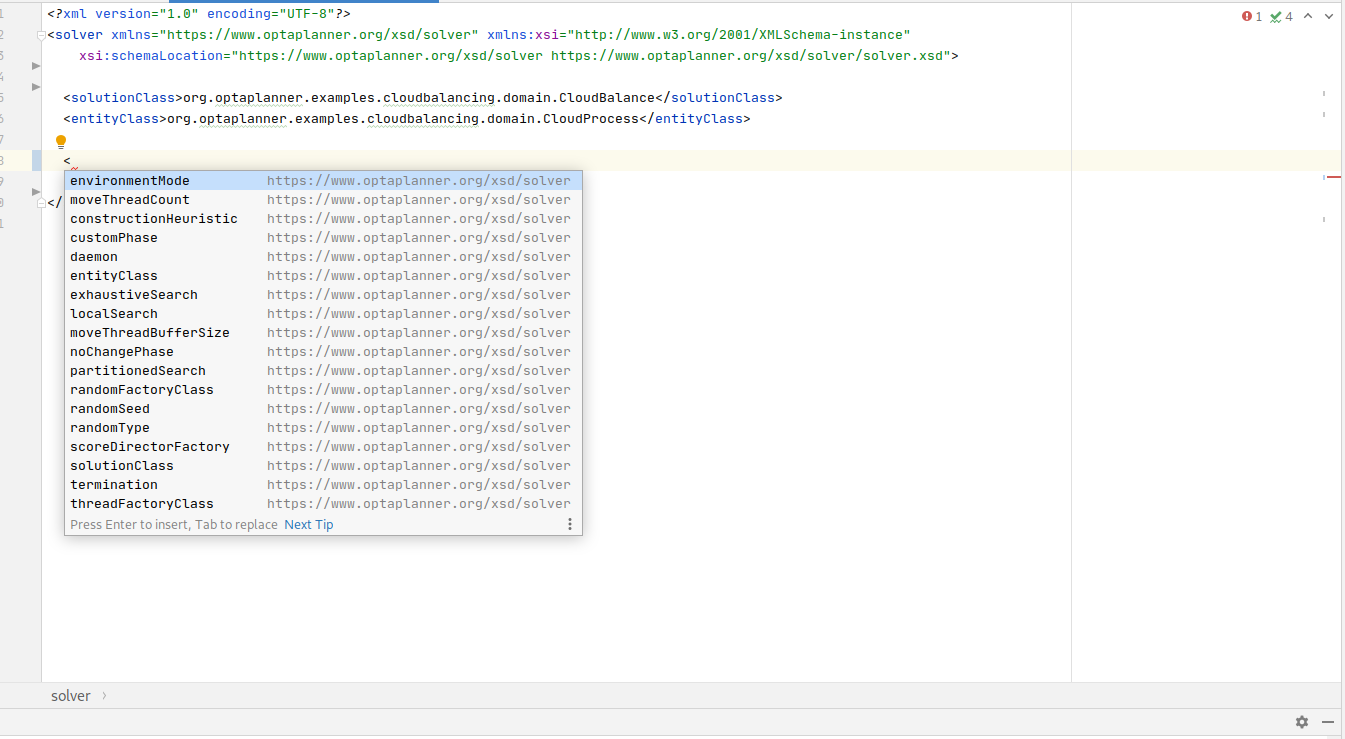 1 <?xml version="1.0" encoding="UTF-8"?>
1 4
2 <solver xmlns="https://www.optaplanner.org/xsd/solver" xmlns:xsi="http://www.w3.org/2001/XMLSchema-instance"
3 xsi:schemaLocation="https://www.optaplanner.org/xsd/solver https://www.optaplanner.org/xsd/solver/solver.xsd">
4
5 <solutionClass>org.optaplanner.examples.cloudbalancing.domain.CloudBalance</solutionClass>
6 <entityClass>org.optaplanner.examples.cloudbalancing.domain.CloudProcess</entityClass>
7
8 <
environmentMode https://www.optaplanner.org/xsd/solver
9
moveThreadCount https://www.optaplanner.org/xsd/solver
0 </
constructionHeuristic https://www.optaplanner.org/xsd/solver
1
customPhase https://www.optaplanner.org/xsd/solver
daemon https://www.optaplanner.org/xsd/solver
entityClass https://www.optaplanner.org/xsd/solver
exhaustiveSearch https://www.optaplanner.org/xsd/solver
localSearch https://www.optaplanner.org/xsd/solver
moveThreadBufferSize https://www.optaplanner.org/xsd/solver
noChangePhase https://www.optaplanner.org/xsd/solver
partitionedSearch https://www.optaplanner.org/xsd/solver
randomFactoryClass https://www.optaplanner.org/xsd/solver
randomSeed https://www.optaplanner.org/xsd/solver
randomType https://www.optaplanner.org/xsd/solver
scoreDirectorFactory https://www.optaplanner.org/xsd/solver
solutionClass https://www.optaplanner.org/xsd/solver
termination https://www.optaplanner.org/xsd/solver
threadFactoryClass https://www.optaplanner.org/xsd/solver
Press Enter to insert, Tab to replace Next Tip
solver